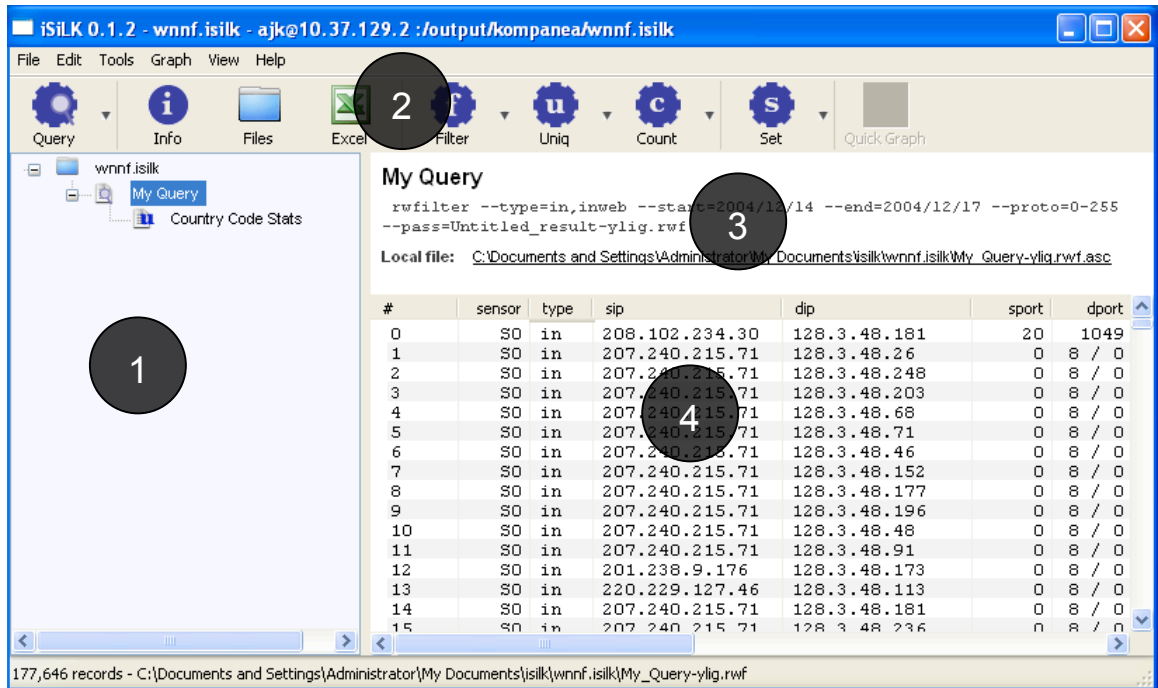 iSiLK 0.1.2 - wnnf.isilk - ajk@10.37.129.2 :/output/kompanea/wnnf.isilk
File Edit Tools Graph View Help
2
Query Info Files Excel Filter Uniq Count Set Quick Graph
wnnf.isilk
My Query
Country Code Stats
1
My Query
rwfilter --type=in,inweb --start=2004/12/14 --end=2004/12/17 --proto=0-255
--pass=Untitled_result-ylig.rwf
3
Local file: C:\Documents and Settings\Administrator\My Documents\isilk\wnnf.isilk\My_Query-ylig.rwf.asc
# sensor type sip dip sport dport
0 S0 in 208.102.234.30 128.3.48.181 20 1049
1 S0 in 207.240.215.71 128.3.48.26 0 8 / 0
2 S0 in 207.240.215.71 128.3.48.248 0 8 / 0
3 S0 in 207.240.215.71 128.3.48.203 0 8 / 0
4 S0 in 207.240.215.71 128.3.48.68 0 8 / 0
4
5 S0 in 207.240.215.71 128.3.48.71 0 8 / 0
6 S0 in 207.240.215.71 128.3.48.46 0 8 / 0
7 S0 in 207.240.215.71 128.3.48.152 0 8 / 0
8 S0 in 207.240.215.71 128.3.48.177 0 8 / 0
9 S0 in 207.240.215.71 128.3.48.196 0 8 / 0
10 S0 in 207.240.215.71 128.3.48.48 0 8 / 0
11 S0 in 207.240.215.71 128.3.48.91 0 8 / 0
12 S0 in 201.238.9.176 128.3.48.173 0 8 / 0
13 S0 in 220.229.127.46 128.3.48.113 0 8 / 0
14 S0 in 207.240.215.71 128.3.48.181 0 8 / 0
15 S0 in 207.240.215.71 128.3.48.236 0 8 / 0
177,646 records - C:\Documents and Settings\Administrator\My Documents\isilk\wnnf.isilk\My_Query-ylig.rwf